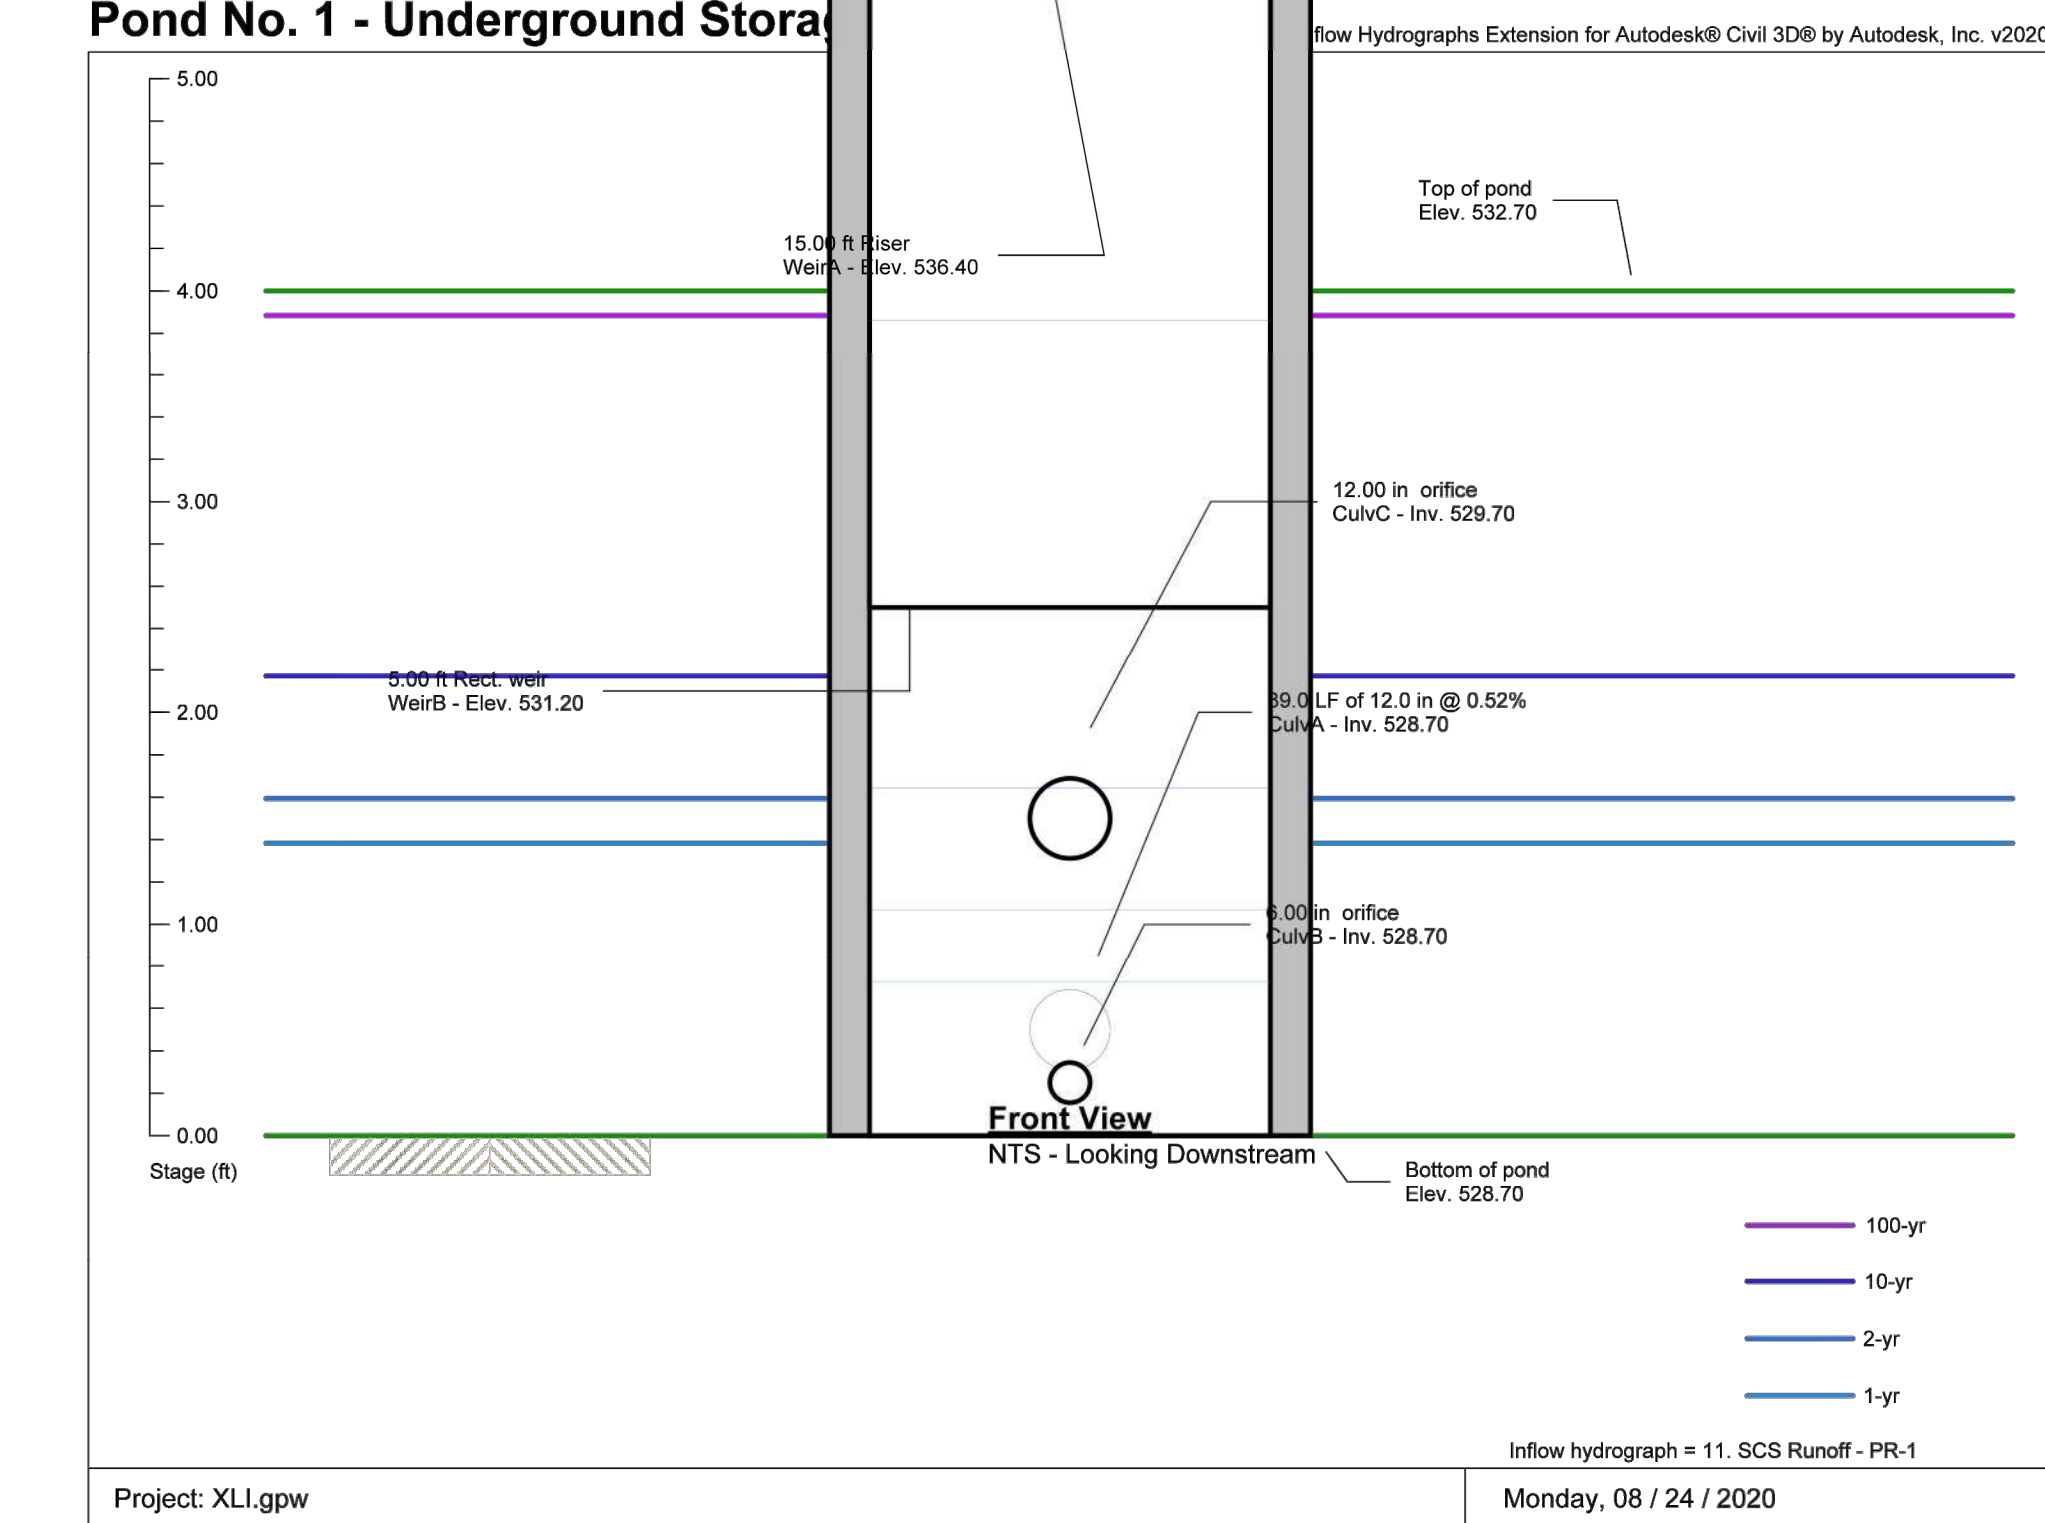 Pond No. 1 - Underground
flow Hydrographs Extension for Autodesk® Civil 3D® by Autodesk, Inc. v2020
5.00
Top of pond
Elev. 532.70
15.00 ft Riser
WeirA - Elev. 536.40
4.00
12.00 in orifice
CulvC - Inv. 529.70
3.00
5.00 ft Rect. weir
WeirB - Elev. 531.20
LF of 12.0 in @ 0.52%
CulvA - Inv. 528.70
2.00
6.00 in orifice
CulvB - Inv. 528.70
1.00
Front View
0.00
NTS - Looking Downstream
Stage (ft)
Bottom of pond
Elev. 528.70
100-yr
10-yr
2-yr
1-yr
Inflow hydrograph = 11. SCS Runoff - PR-1
Project: XLI.gpw
Monday, 08 / 24 / 2020